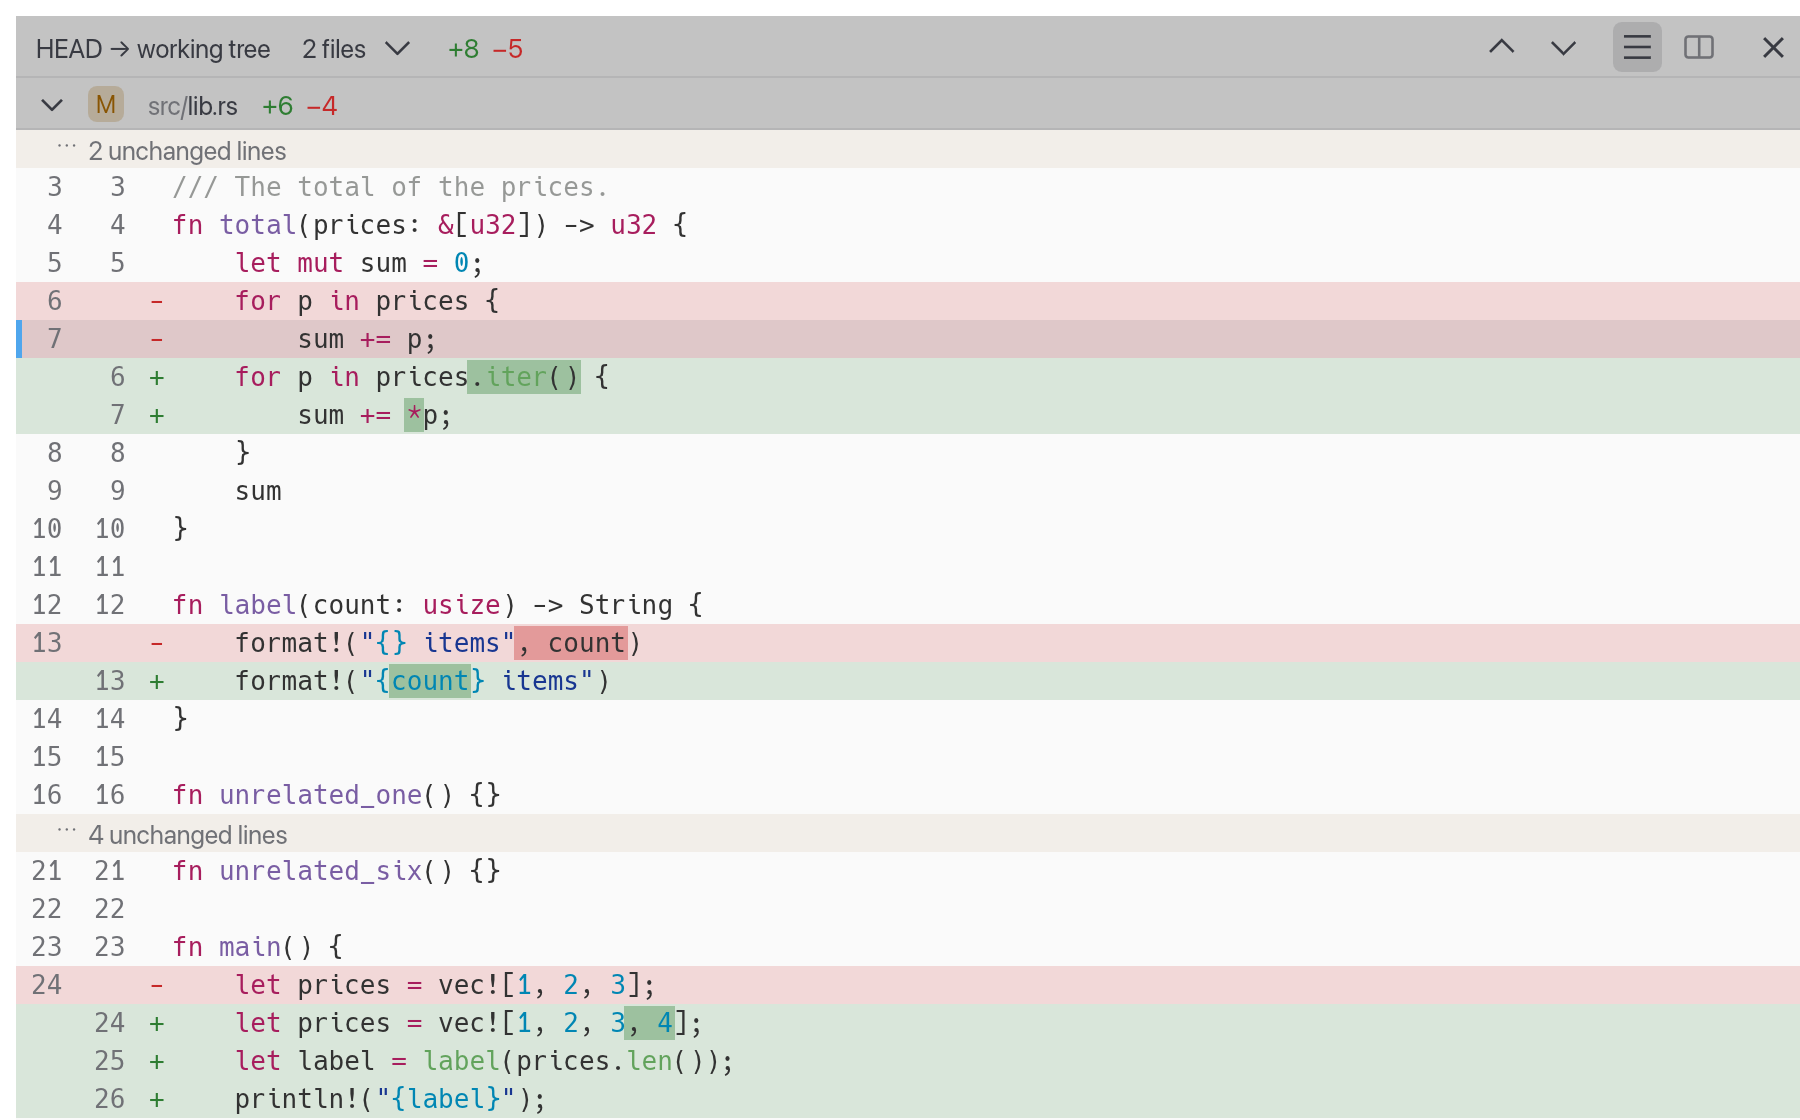 HEAD → working tree 2 files +8 −5
M src/lib.rs +6 −4
··· 2 unchanged lines
3 3 /// The total of the prices.
4 4 fn total(prices: &[u32]) -> u32 {
5 5     let mut sum = 0;
6 -     for p in prices {
7 -         sum += p;
6 +     for p in prices.iter() {
7 +         sum += *p;
8 8     }
9 9     sum
10 10 }
11 11
12 12 fn label(count: usize) -> String {
13 -     format!("{} items", count)
13 +     format!("{count} items")
14 14 }
15 15
16 16 fn unrelated_one() {}
··· 4 unchanged lines
21 21 fn unrelated_six() {}
22 22
23 23 fn main() {
24 -     let prices = vec![1, 2, 3];
24 +     let prices = vec![1, 2, 3, 4];
25 +     let label = label(prices.len());
26 +     println!("{label}");